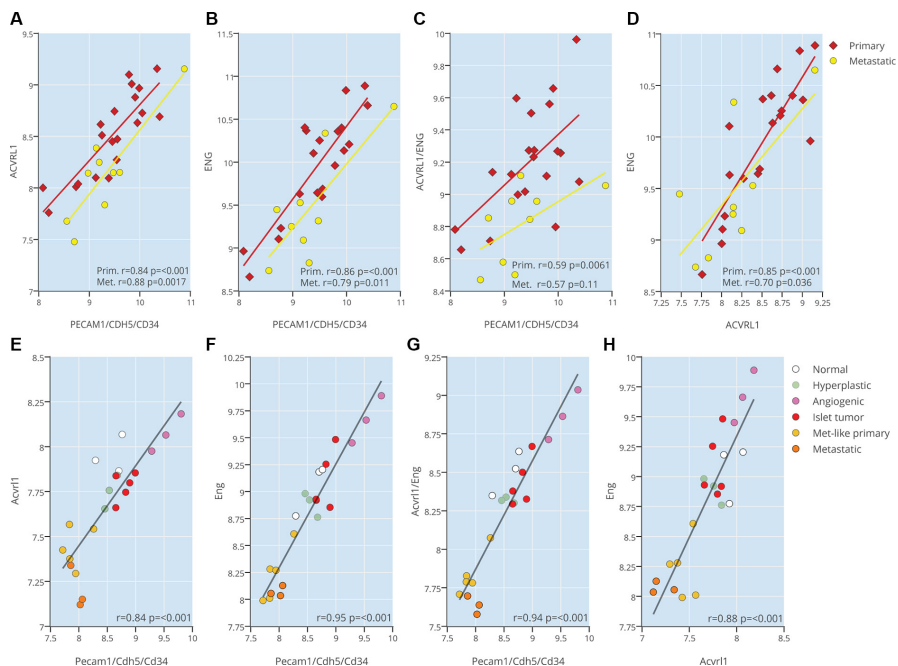 A B C D
9.5
9
8.5
8
7.5
7
ACVRL1
8 9 10 11
PECAM1/CDH5/CD34
Prim. r=0.84 p=<0.001
Met. r=0.88 p=0.0017
11.5
11
10.5
10
9.5
9
8.5
ENG
8 9 10 11
PECAM1/CDH5/CD34
Prim. r=0.86 p=<0.001
Met. r=0.79 p=0.011
10
9.8
9.6
9.4
9.2
9
8.8
8.6
8.4
ACVRL1/ENG
8 9 10 11
PECAM1/CDH5/CD34
Prim. r=0.59 p=0.0061
Met. r=0.57 p=0.11
11
10.5
10
9.5
9
8.5
ENG
7.25 7.5 7.75 8 8.25 8.5 8.75 9 9.25
ACVRL1
Prim. r=0.85 p=<0.001
Met. r=0.70 p=0.036
Primary
Metastatic
E F G H
8.5
8.25
8
7.75
7.5
7.25
7
Acvrl1
7.5 8 8.5 9 9.5 10
Pecam1/Cdh5/Cd34
r=0.84 p=<0.001
10.25
10
9.75
9.5
9.25
9
8.75
8.5
8.25
8
7.75
Eng
7.5 8 8.5 9 9.5 10
Pecam1/Cdh5/Cd34
r=0.95 p=<0.001
9.25
9
8.75
8.5
8.25
8
7.75
7.5
Acvrl1/Eng
7.5 8 8.5 9 9.5 10
Pecam1/Cdh5/Cd34
r=0.94 p=<0.001
10
9.75
9.5
9.25
9
8.75
8.5
8.25
8
7.75
Eng
7 7.5 8 8.5
Acvrl1
r=0.88 p=<0.001
Normal
Hyperplastic
Angiogenic
Islet tumor
Met-like primary
Metastatic